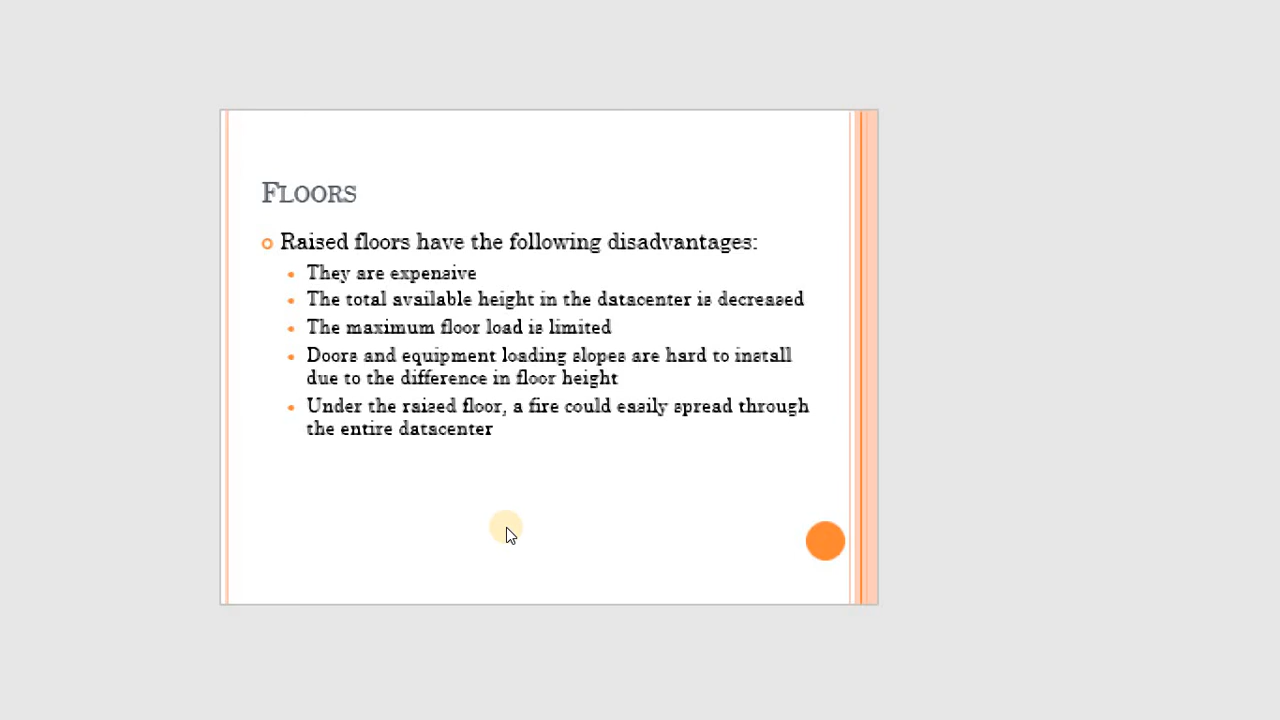 FLOORS
Raised floors have the following disadvantages:
They are expensive
The total available height in the datacenter is decreased
The maximum floor load is limited
Doors and equipment loading slopes are hard to install
due to the difference in floor height
Under the raised floor, a fire could easily spread through
the entire datacenter